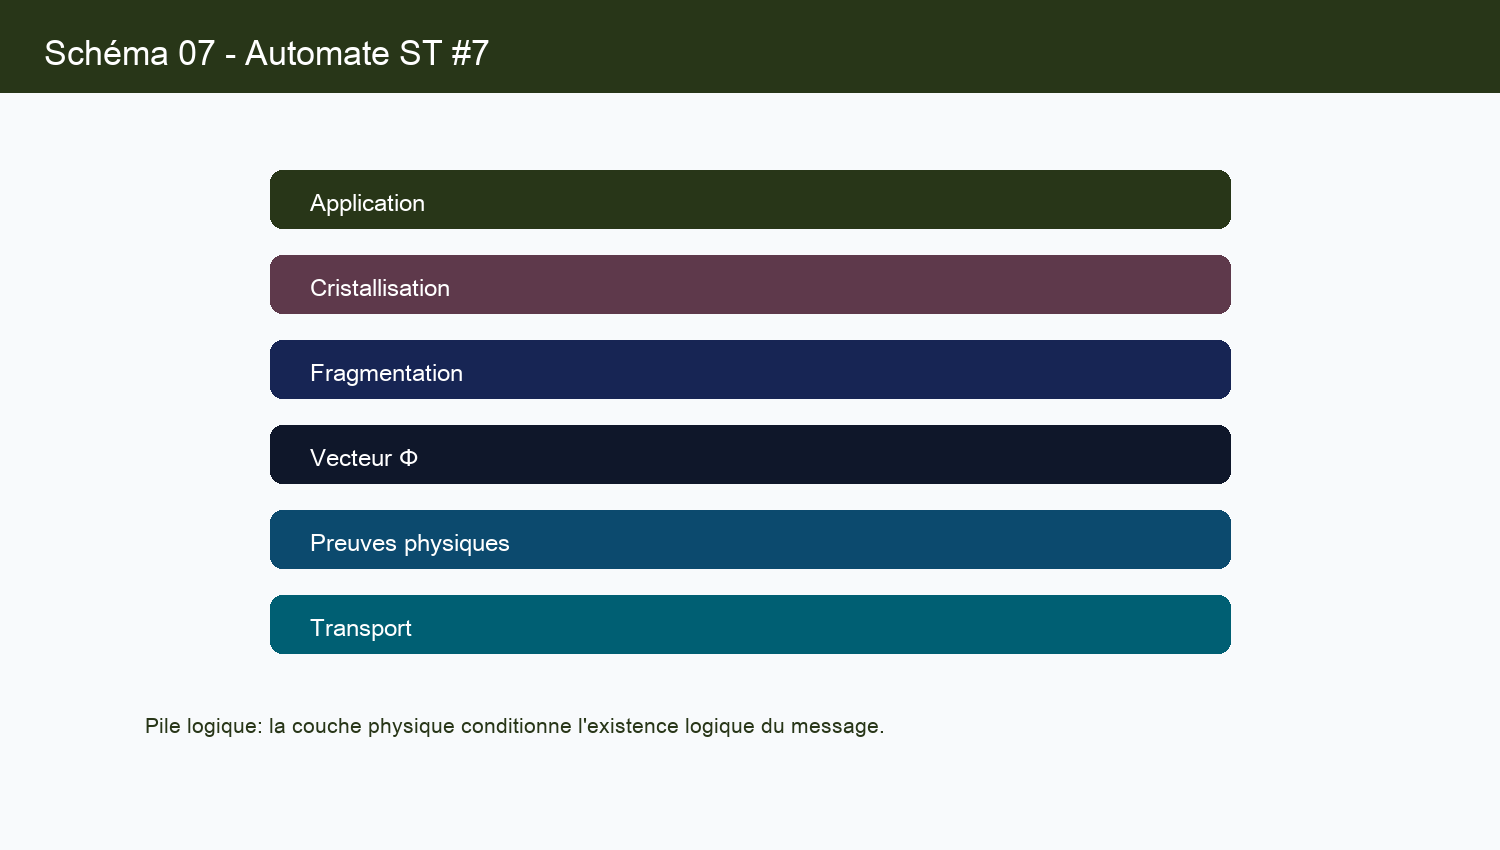 Schéma 07 - Automate ST #7
Application
Cristallisation
Fragmentation
Vecteur Φ
Preuves physiques
Transport
Pile logique: la couche physique conditionne l'existence logique du message.